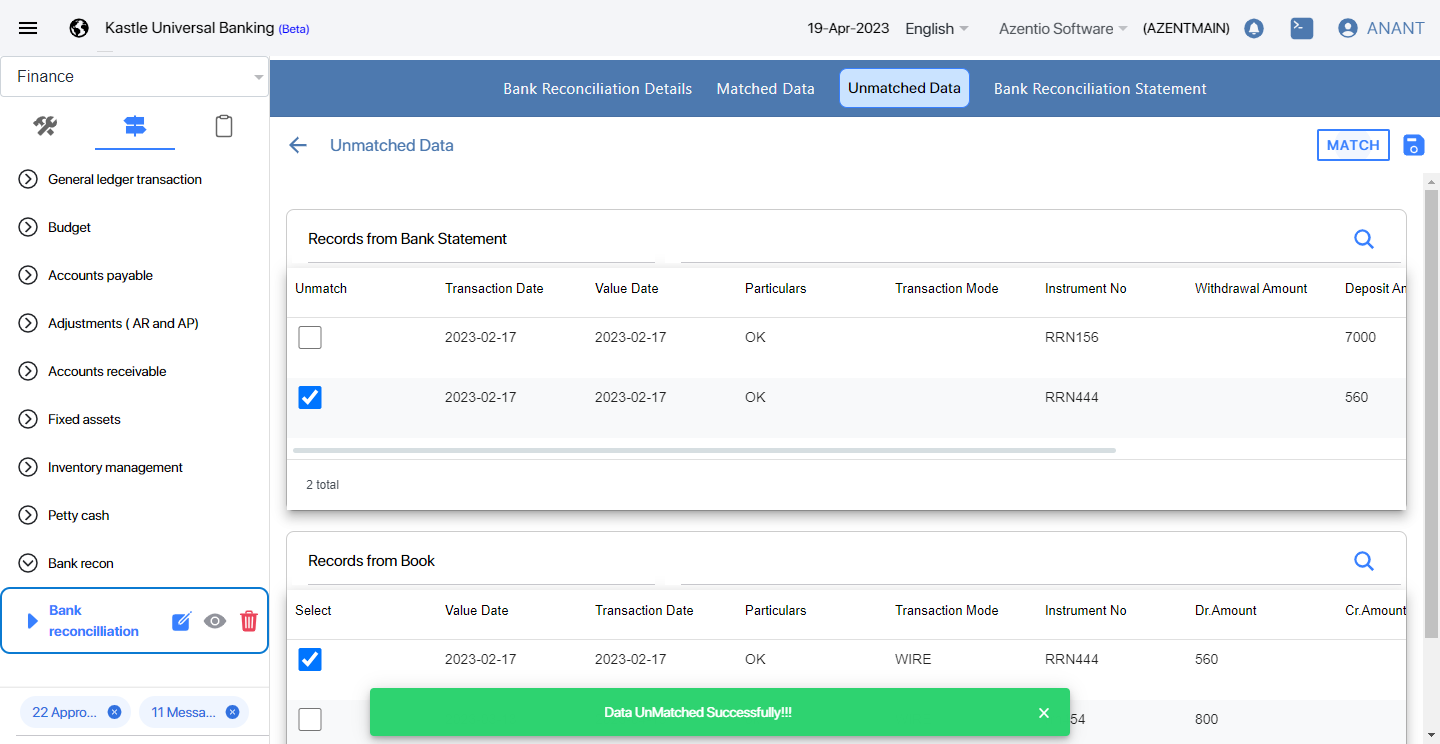 Kastle Universal Banking (Beta)
19-Apr-2023
English
Azentio Software
(AZENTMAIN)
ANANT
Finance
Bank Reconciliation Details
Matched Data
Unmatched Data
Bank Reconciliation Statement
Unmatched Data
MATCH
General ledger transaction
Budget
Accounts payable
Adjustments ( AR and AP)
Accounts receivable
Fixed assets
Inventory management
Petty cash
Bank recon
Bank
reconcilliation
22 Appro...
11 Messa...
Records from Bank Statement
Unmatch Transaction Date Value Date Particulars Transaction Mode Instrument No Withdrawal Amount Deposit
2023-02-17 2023-02-17 OK RRN156 7000
2023-02-17 2023-02-17 OK RRN444 560
2 total
Records from Book
Select Value Date Transaction Date Particulars Transaction Mode Instrument No Dr.Amount Cr.Amount
2023-02-17 2023-02-17 OK WIRE RRN444 560
54 800
Data UnMatched Successfully!!!